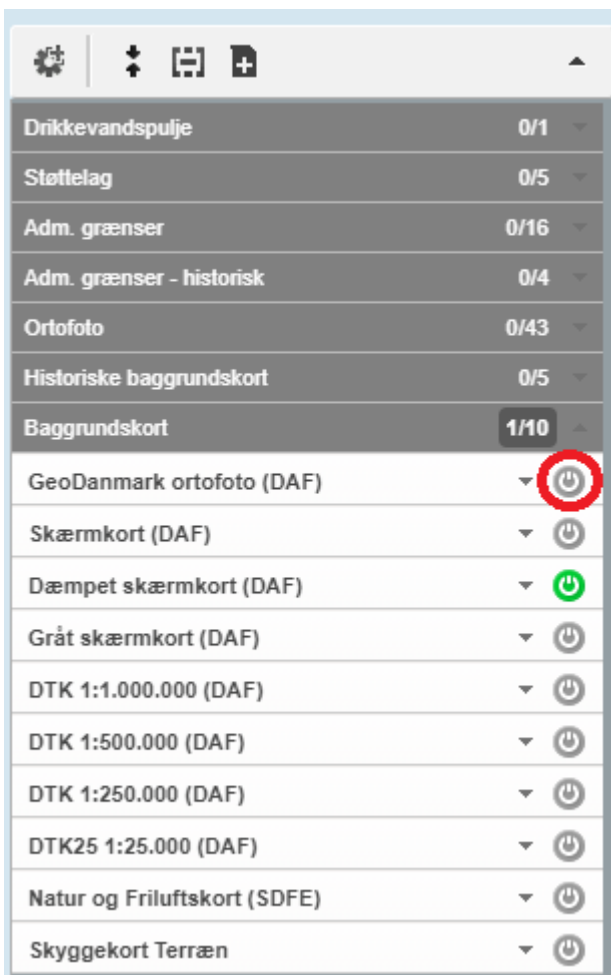 Drikkevandspulje 0/1
Støttelag 0/5
Adm. grænser 0/16
Adm. grænser - historisk 0/4
Ortofoto 0/43
Historiske baggrundskort 0/5
Baggrundskort 1/10
GeoDanmark ortofoto (DAF)
Skærmkort (DAF)
Dæmpet skærmkort (DAF)
Gråt skærmkort (DAF)
DTK 1:1.000.000 (DAF)
DTK 1:500.000 (DAF)
DTK 1:250.000 (DAF)
DTK25 1:25.000 (DAF)
Natur og Friluftskort (SDFE)
Skyggekort Terræn